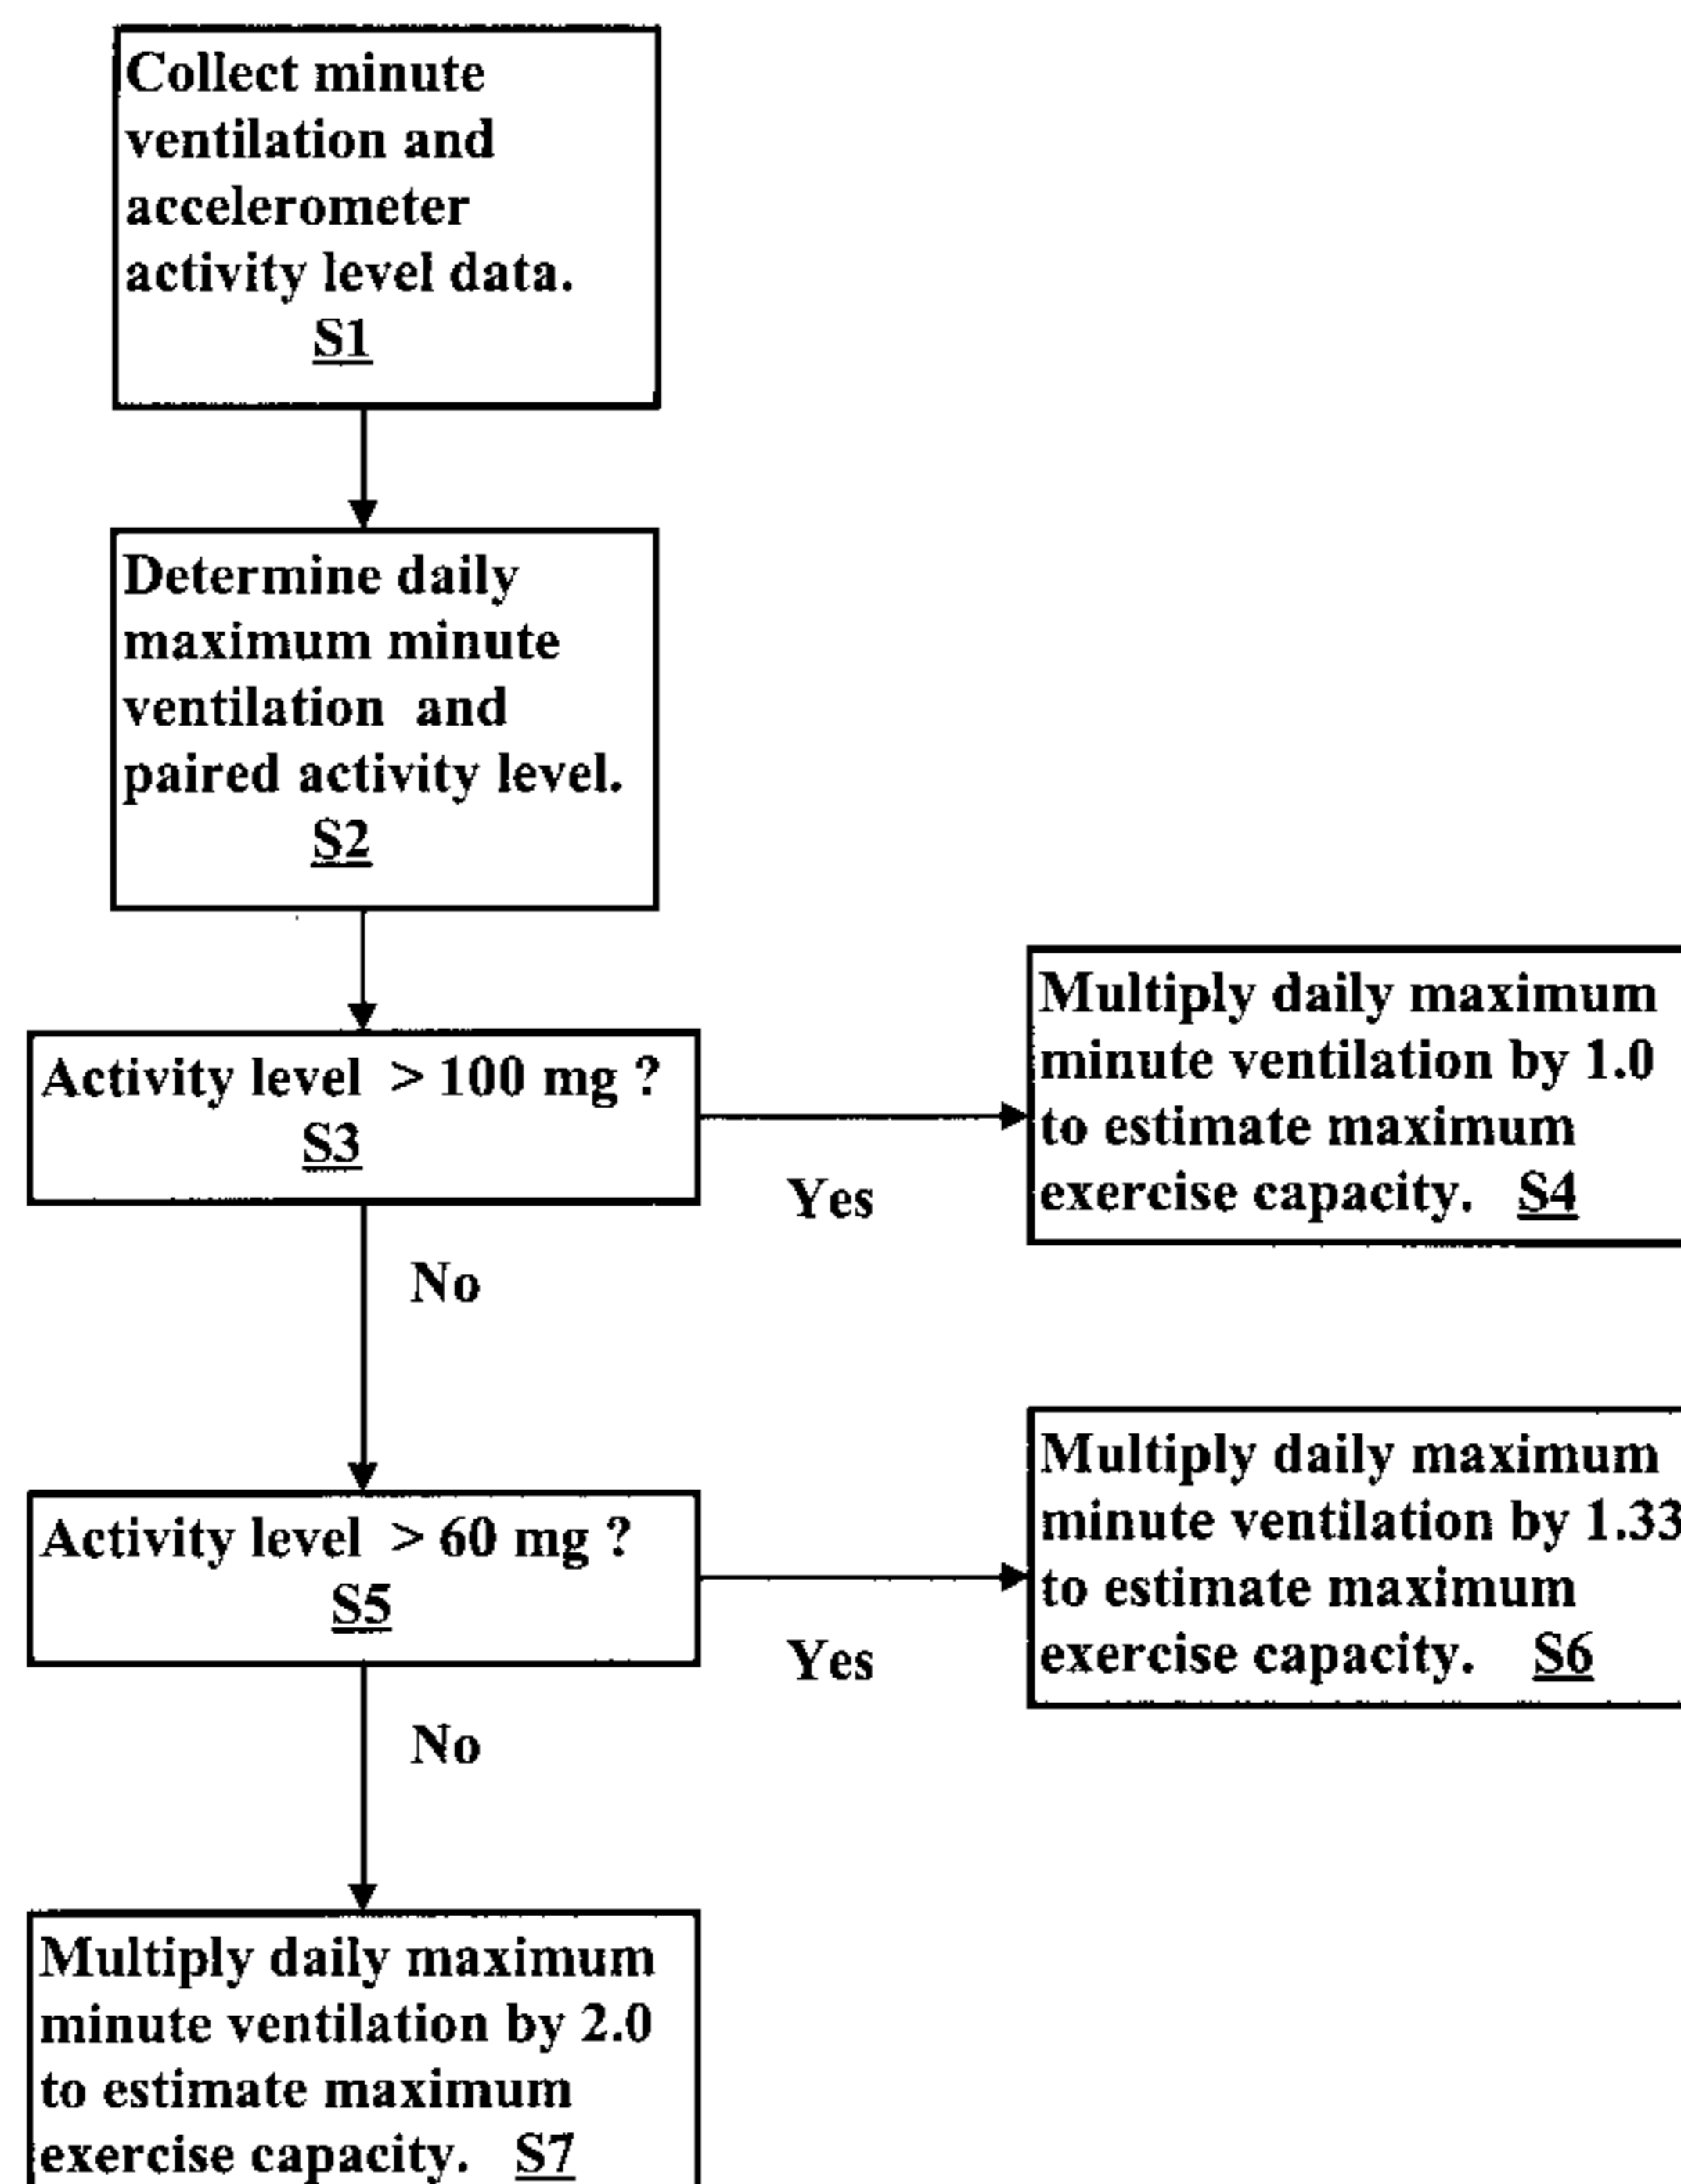 Collect minute
ventilation and
accelerometer
activity level data.
S1
Determine daily
maximum minute
ventilation and
paired activity level.
S2
Activity level > 100 mg ?
S3
Yes
No
Multiply daily maximum
minute ventilation by 1.0
to estimate maximum
exercise capacity. S4
Activity level > 60 mg ?
S5
Yes
No
Multiply daily maximum
minute ventilation by 1.33
to estimate maximum
exercise capacity. S6
Multiply daily maximum
minute ventilation by 2.0
to estimate maximum
exercise capacity. S7